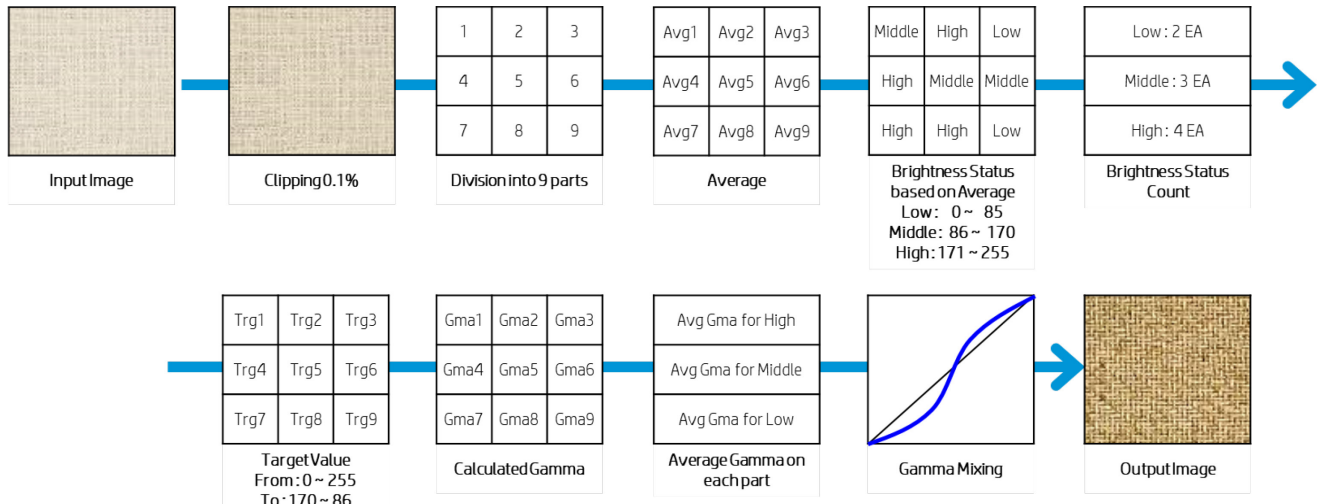 1 2 3
4 5 6
7 8 9
Avg1 Avg2 Avg3
Avg4 Avg5 Avg6
Avg7 Avg8 Avg9
Middle High Low
High Middle Middle
High High Low
Low : 2 EA
Middle : 3 EA
High : 4 EA
Input Image
Clipping 0.1%
Division into 9 parts
Average
Brightness Status
based on Average
Low : 0 ~ 85
Middle : 86 ~ 170
High : 171 ~ 255
Brightness Status
Count
Trg1 Trg2 Trg3
Trg4 Trg5 Trg6
Trg7 Trg8 Trg9
Gma1 Gma2 Gma3
Gma4 Gma5 Gma6
Gma7 Gma8 Gma9
Avg Gma for High
Avg Gma for Middle
Avg Gma for Low
Target Value
From : 0 ~ 255
To : 170 ~ 86
Calculated Gamma
Average Gamma on
each part
Gamma Mixing
Output Image